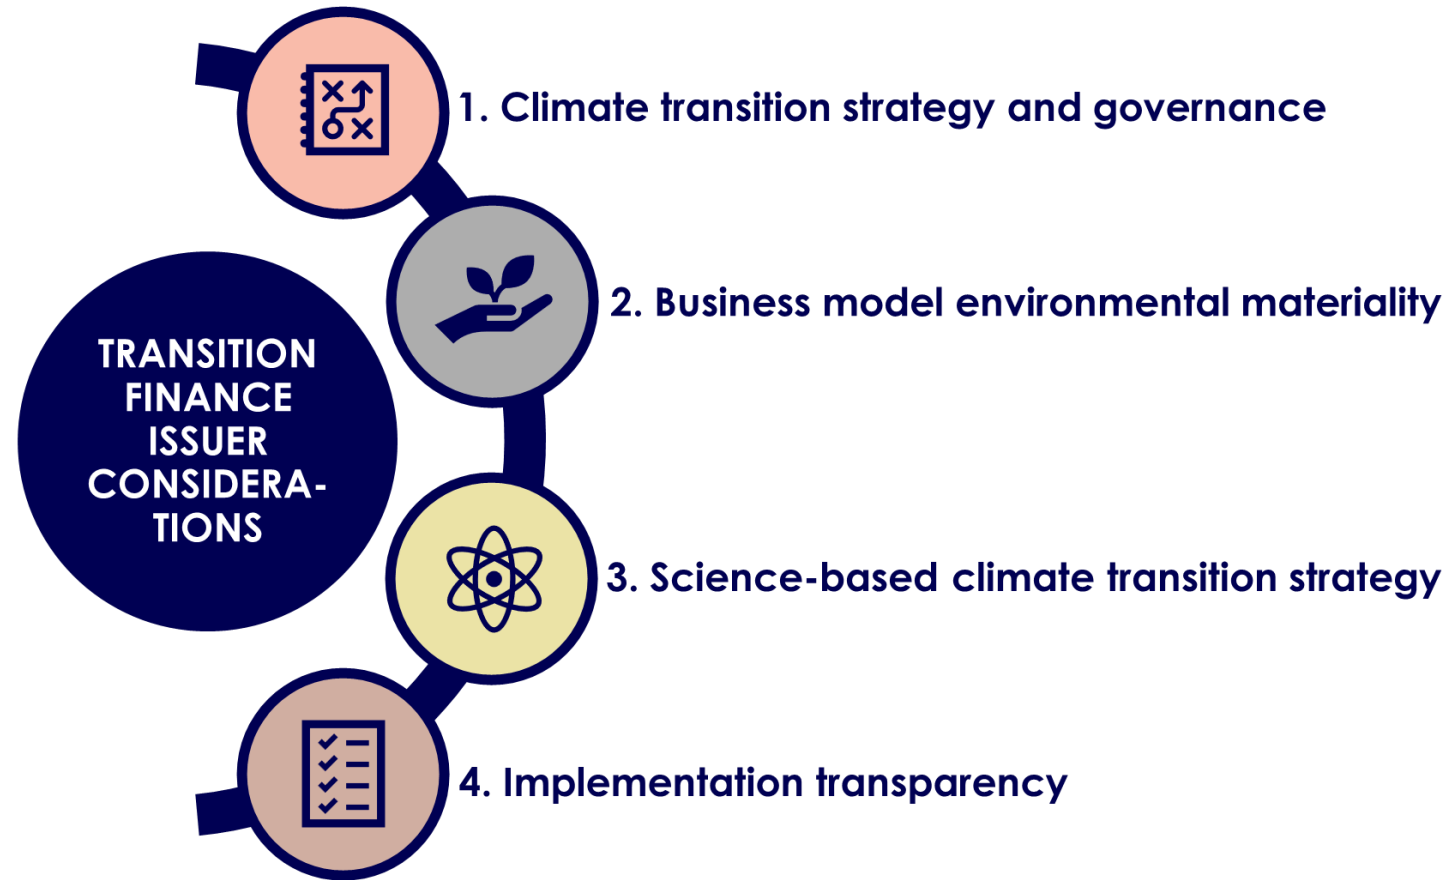 TRANSITION
FINANCE
ISSUER
CONSIDERA-
TIONS
1. Climate transition strategy and governance
2. Business model environmental materiality
3. Science-based climate transition strategy
4. Implementation transparency